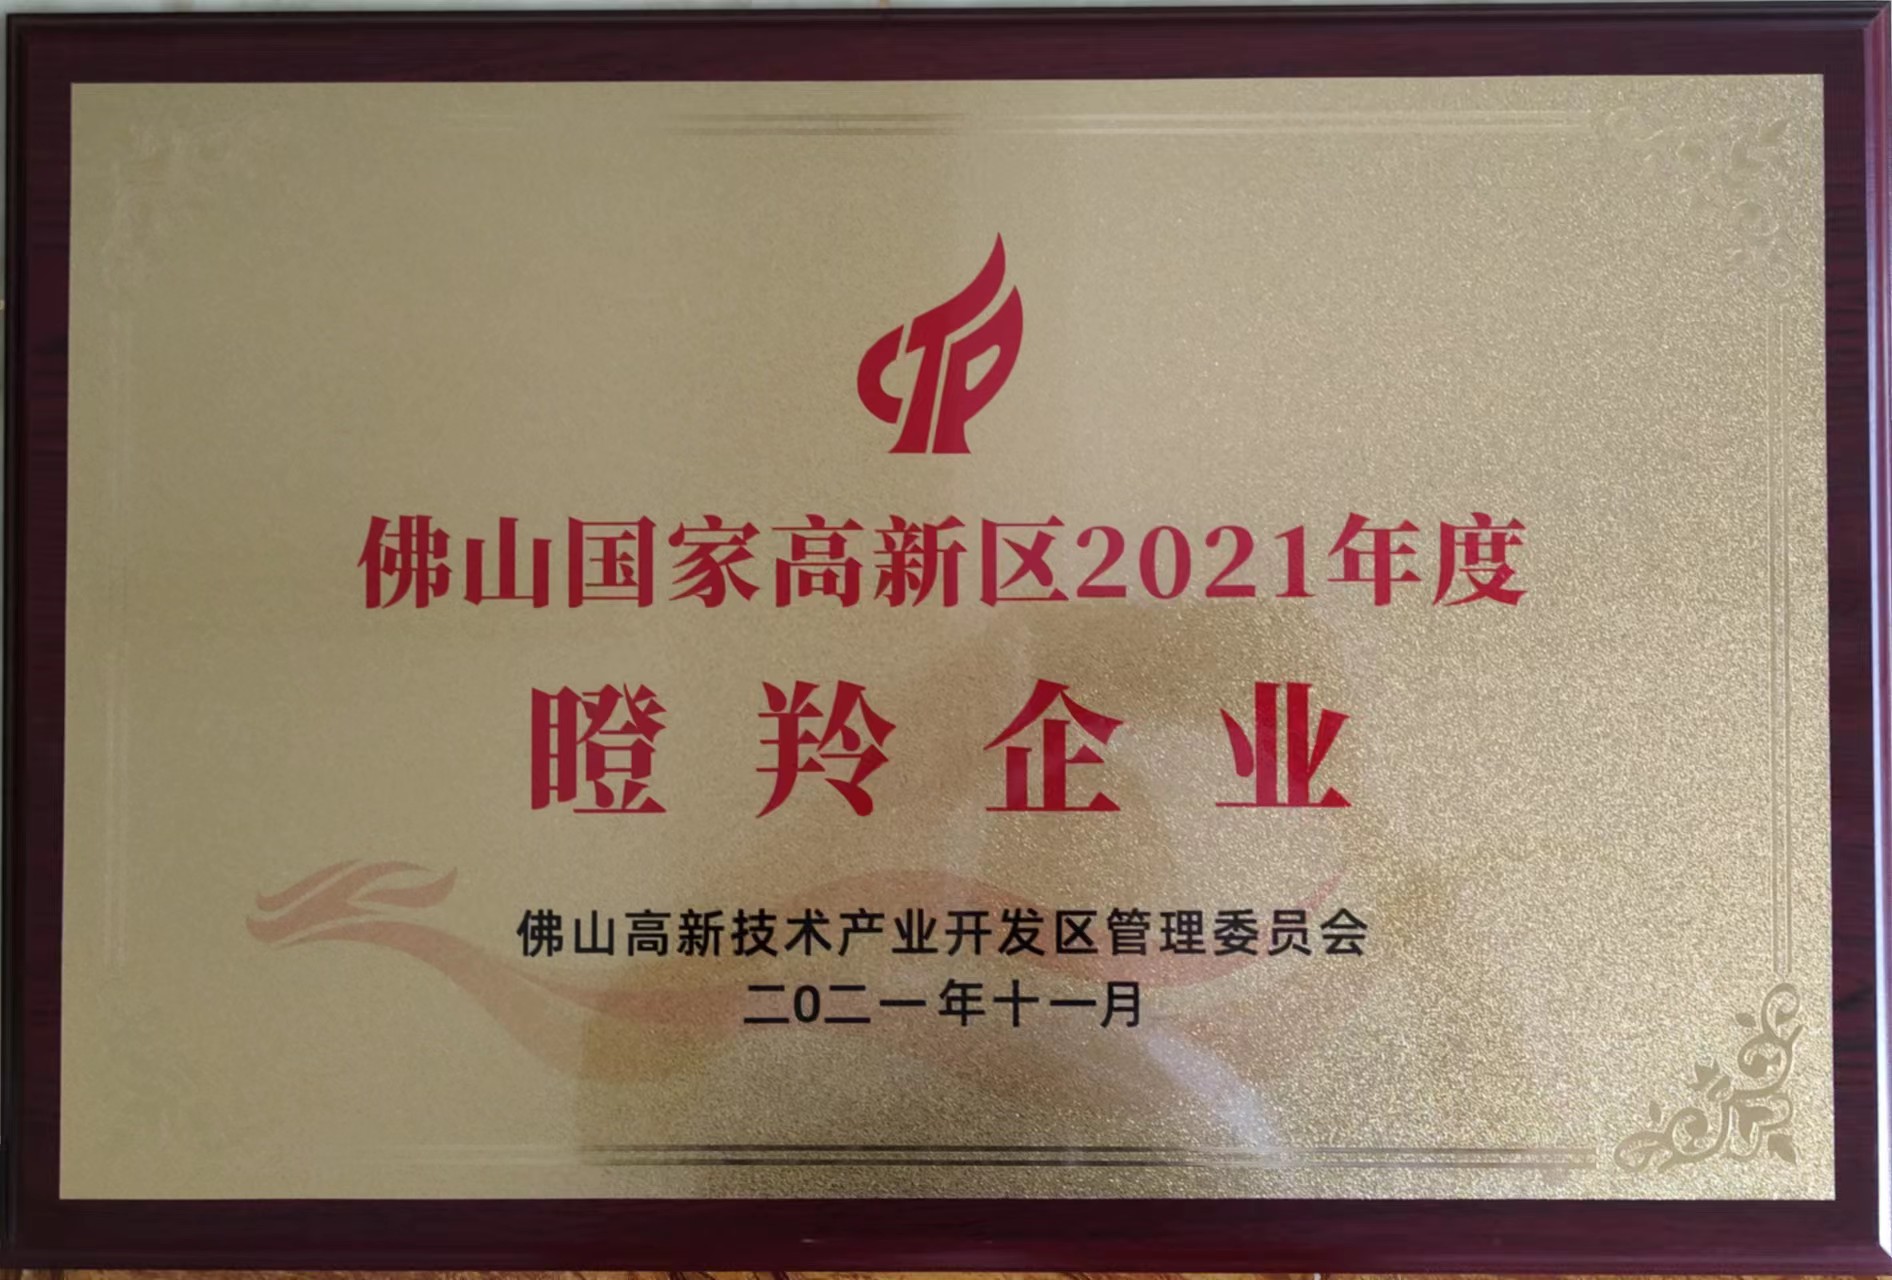 CTP
佛山国家高新区2021年度
瞪羚企业
佛山高新技术产业开发区管理委员会
二0二一年十一月